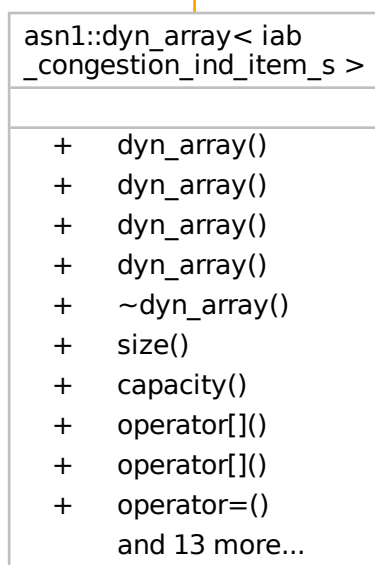 asn1::dyn_array< iab
_congestion_ind_item_s >
+ dyn_array()
+ dyn_array()
+ dyn_array()
+ dyn_array()
+ ~dyn_array()
+ size()
+ capacity()
+ operator[]()
+ operator[]()
+ operator=()
and 13 more...